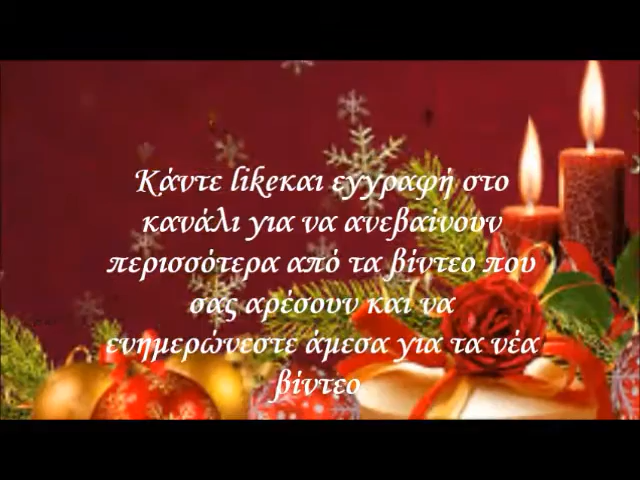 Κάντε likeκαι εγγραφή στο
κανάλι για να ανεβαίνουν
περισσότερα από τα βίντεο που
σας αρέσουν και να
ενημερώνεστε άμεσα για τα νέα
βίντεο